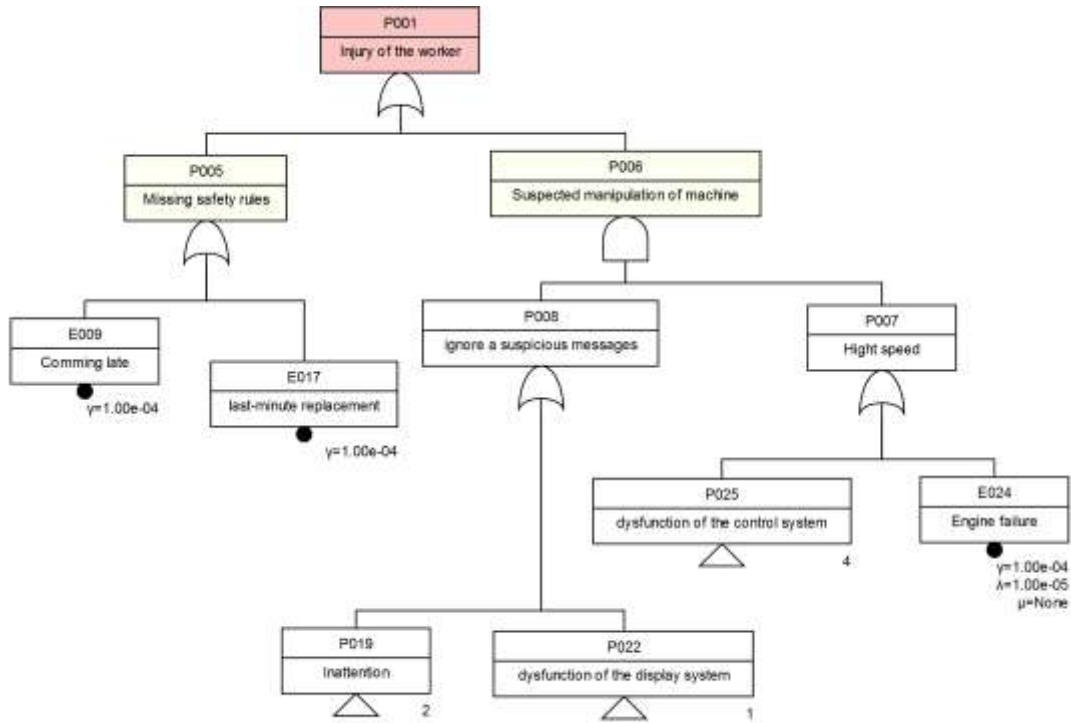 P001
Injury of the worker
P005
Missing safety rules
P006
Suspected manipulation of machine
E009
Comming late
γ=1.00e-04
E017
last-minute replacement
γ=1.00e-04
P008
ignore a suspicious messages
P007
Hight speed
P025
dysfunction of the control system
4
E024
Engine failure
γ=1.00e-04
λ=1.00e-05
μ=None
P019
Inattention
2
P022
dysfunction of the display system
1